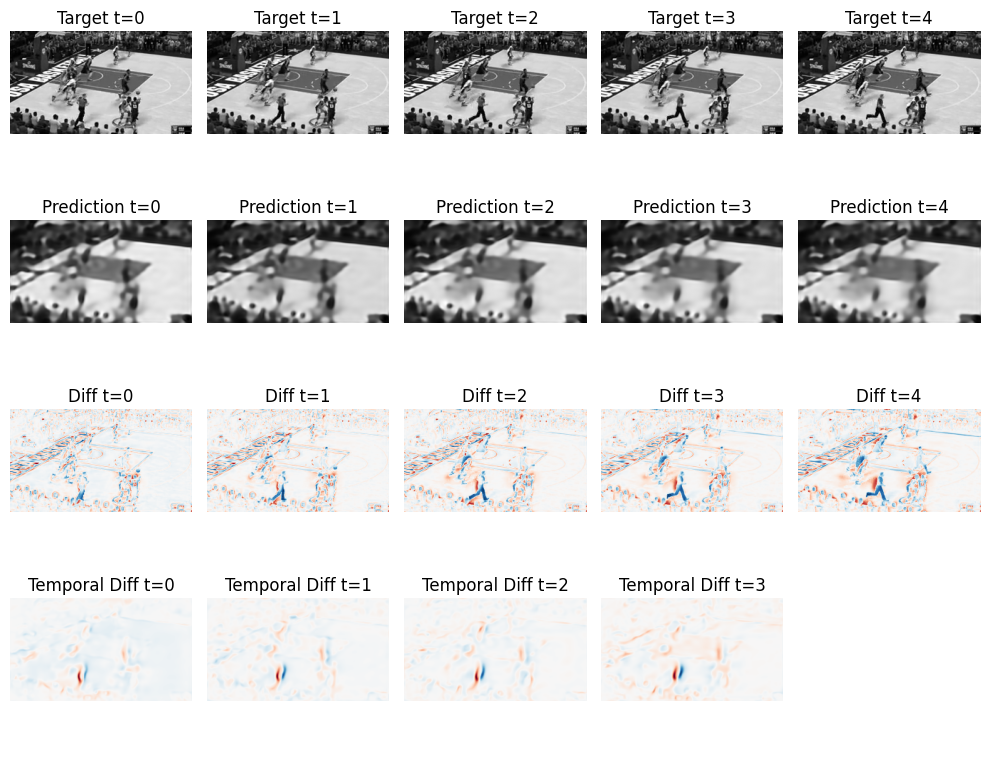 Target t=0
Target t=1
Target t=2
Target t=3
Target t=4
Prediction t=0
Prediction t=1
Prediction t=2
Prediction t=3
Prediction t=4
Diff t=0
Diff t=1
Diff t=2
Diff t=3
Diff t=4
Temporal Diff t=0
Temporal Diff t=1
Temporal Diff t=2
Temporal Diff t=3